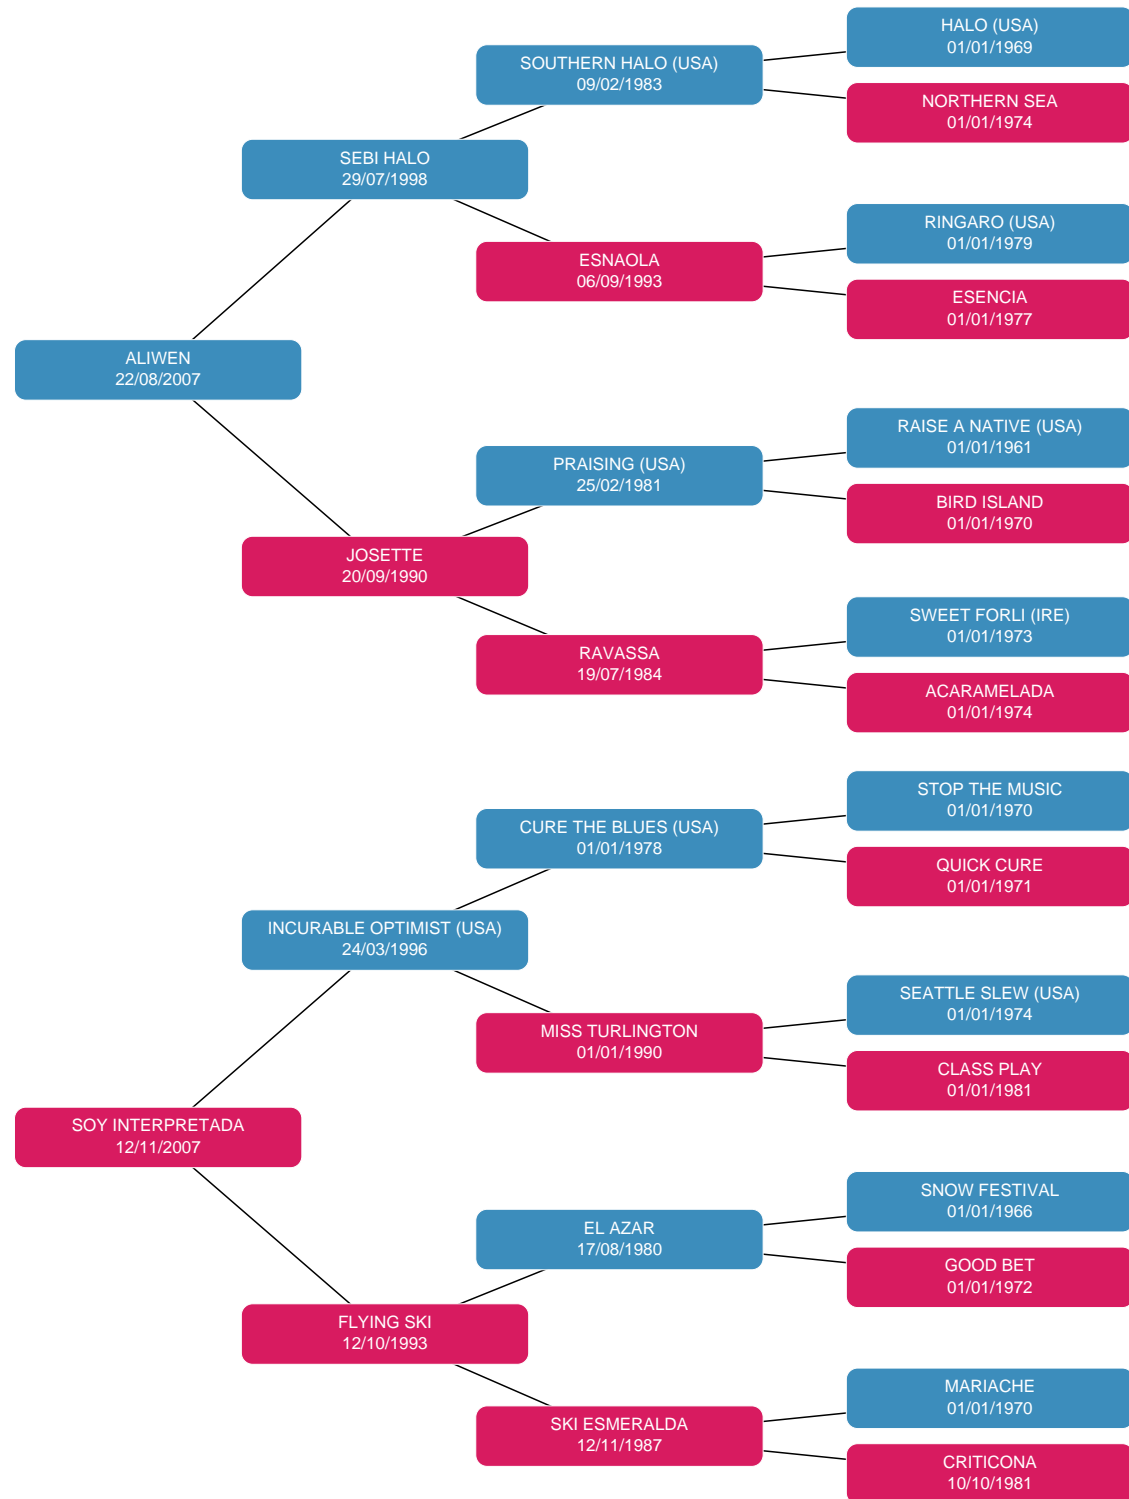 HALO (USA)
01/01/1969
SOUTHERN HALO (USA)
09/02/1983
NORTHERN SEA
01/01/1974
SEBI HALO
29/07/1998
RINGARO (USA)
01/01/1979
ESNAOLA
06/09/1993
ESENCIA
01/01/1977
ALIWEN
22/08/2007
RAISE A NATIVE (USA)
01/01/1961
PRAISING (USA)
25/02/1981
BIRD ISLAND
01/01/1970
JOSETTE
20/09/1990
SWEET FORLI (IRE)
01/01/1973
RAVASSA
19/07/1984
ACARAMELADA
01/01/1974
STOP THE MUSIC
01/01/1970
CURE THE BLUES (USA)
01/01/1978
QUICK CURE
01/01/1971
INCURABLE OPTIMIST (USA)
24/03/1996
SEATTLE SLEW (USA)
01/01/1974
MISS TURLINGTON
01/01/1990
CLASS PLAY
01/01/1981
SOY INTERPRETADA
12/11/2007
SNOW FESTIVAL
01/01/1966
EL AZAR
17/08/1980
GOOD BET
01/01/1972
FLYING SKI
12/10/1993
MARIACHE
01/01/1970
SKI ESMERALDA
12/11/1987
CRITICONA
10/10/1981